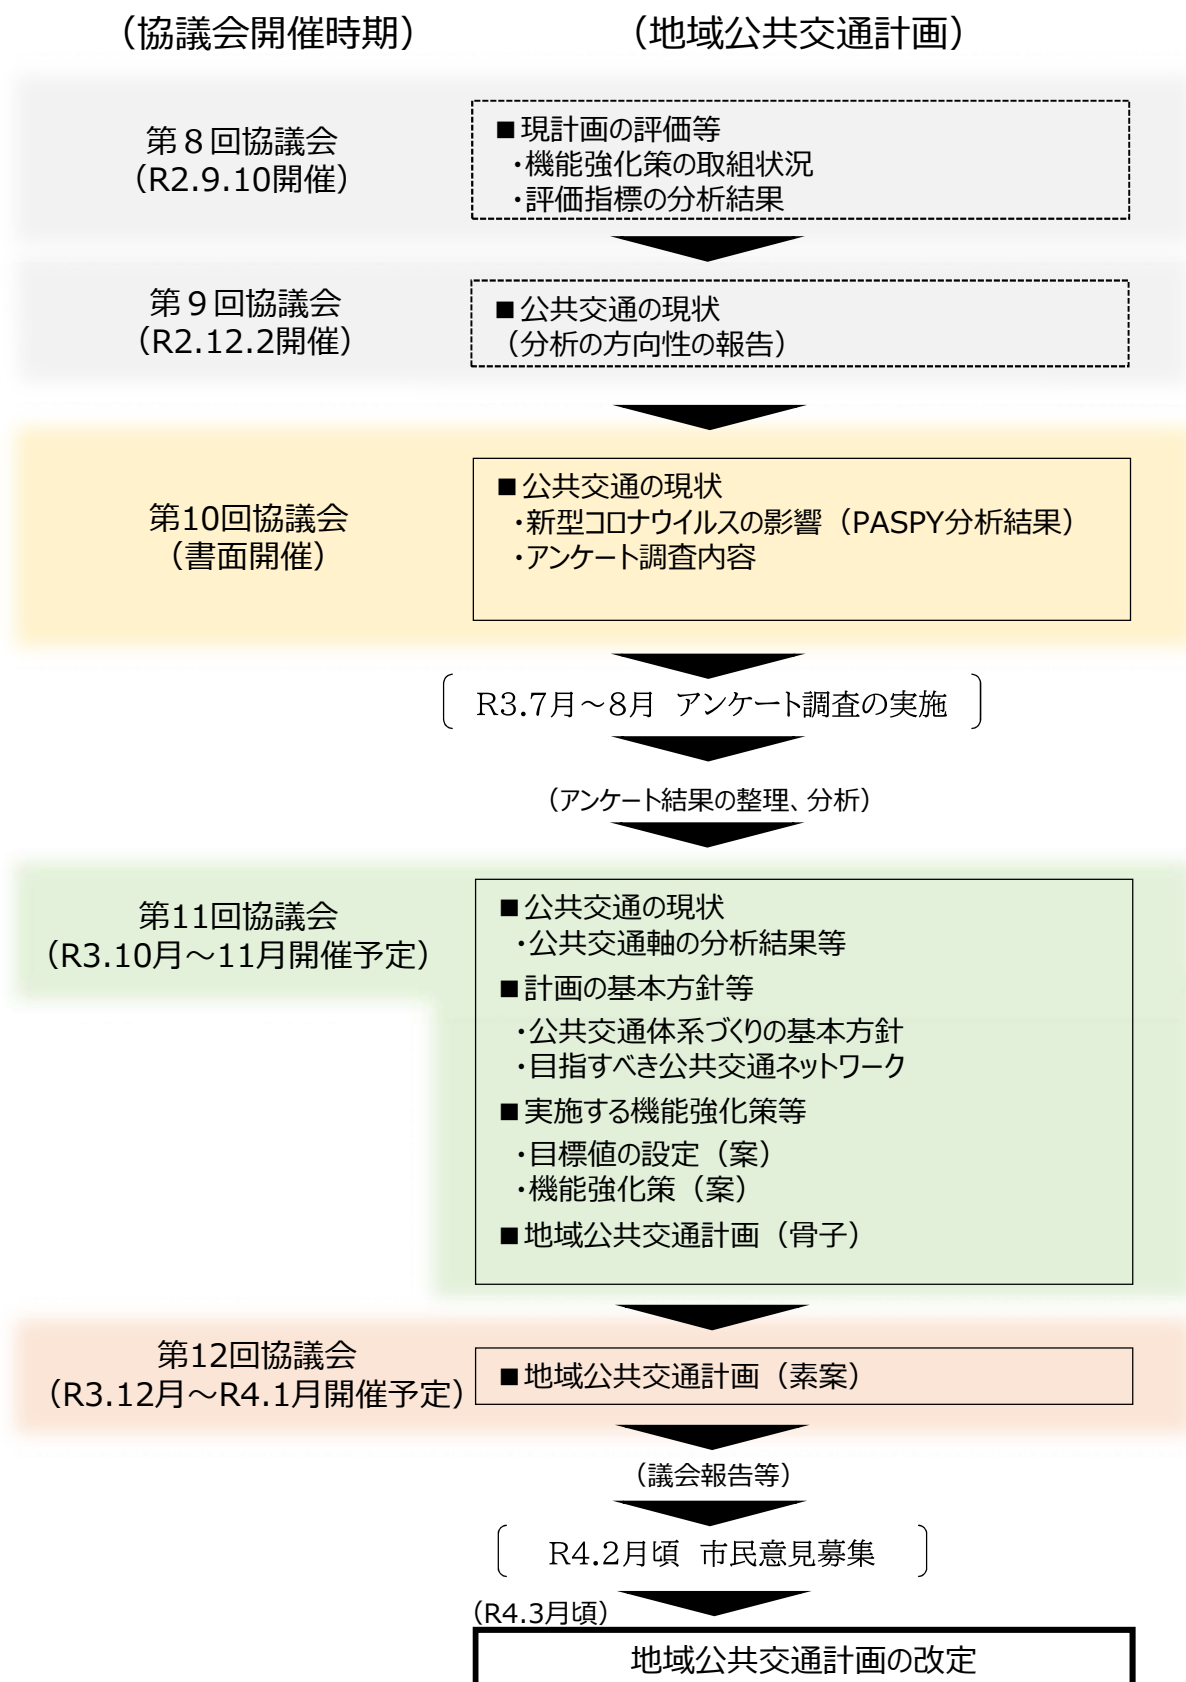 （協議会開催時期）
（地域公共交通計画）
第８回協議会
（R2.9.10開催）
■現計画の評価等
・機能強化策の取組状況
・評価指標の分析結果
第９回協議会
（R2.12.2開催）
■公共交通の現状
（分析の方向性の報告）
第10回協議会
（書面開催）
■公共交通の現状
・新型コロナウイルスの影響（PASPY分析結果）
・アンケート調査内容
R3.7月～8月 アンケート調査の実施
（アンケート結果の整理、分析）
第11回協議会
（R3.10月～11月開催予定）
■公共交通の現状
・公共交通軸の分析結果等
■計画の基本方針等
・公共交通体系づくりの基本方針
・目指すべき公共交通ネットワーク
■実施する機能強化策等
・目標値の設定（案）
・機能強化策（案）
■地域公共交通計画（骨子）
第12回協議会
（R3.12月～R4.1月開催予定）
■地域公共交通計画（素案）
（議会報告等）
R4.2月頃 市民意見募集
（R4.3月頃）
地域公共交通計画の改定